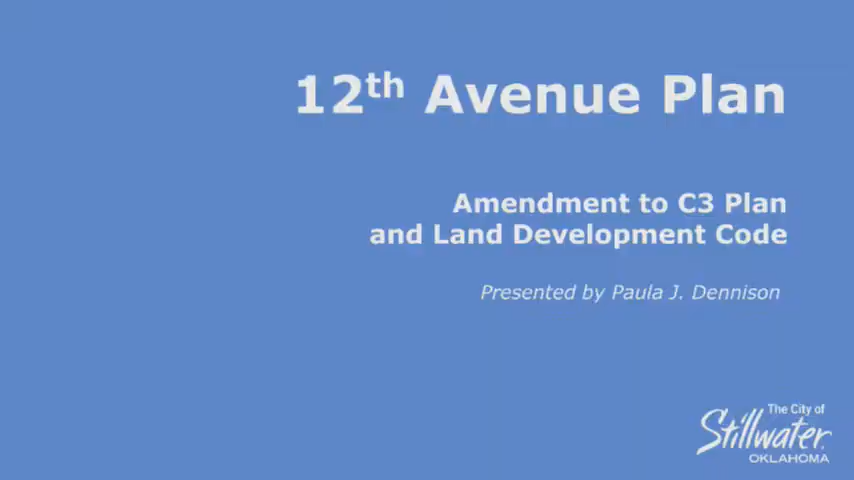 12th Avenue Plan
Amendment to C3 Plan
and Land Development Code
Presented by Paula J. Dennison
The City of
Stillwater
OKLAHOMA